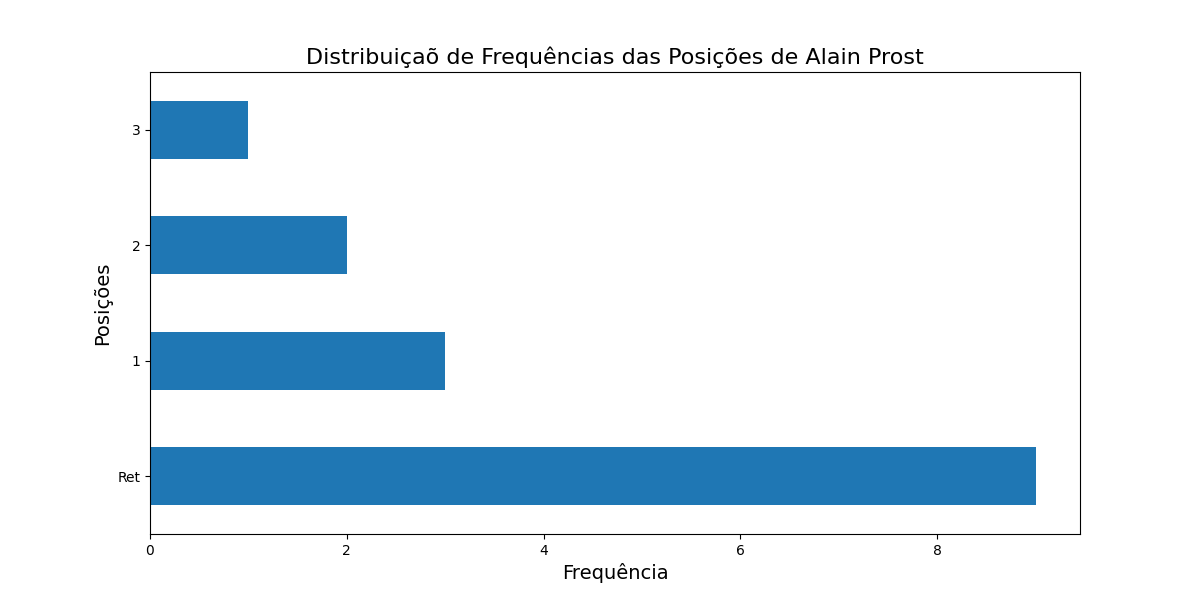 Distribuiçaõ de Frequências das Posições de Alain Prost
3
2
1
Ret
Posições
0 2 4 6 8
Frequência